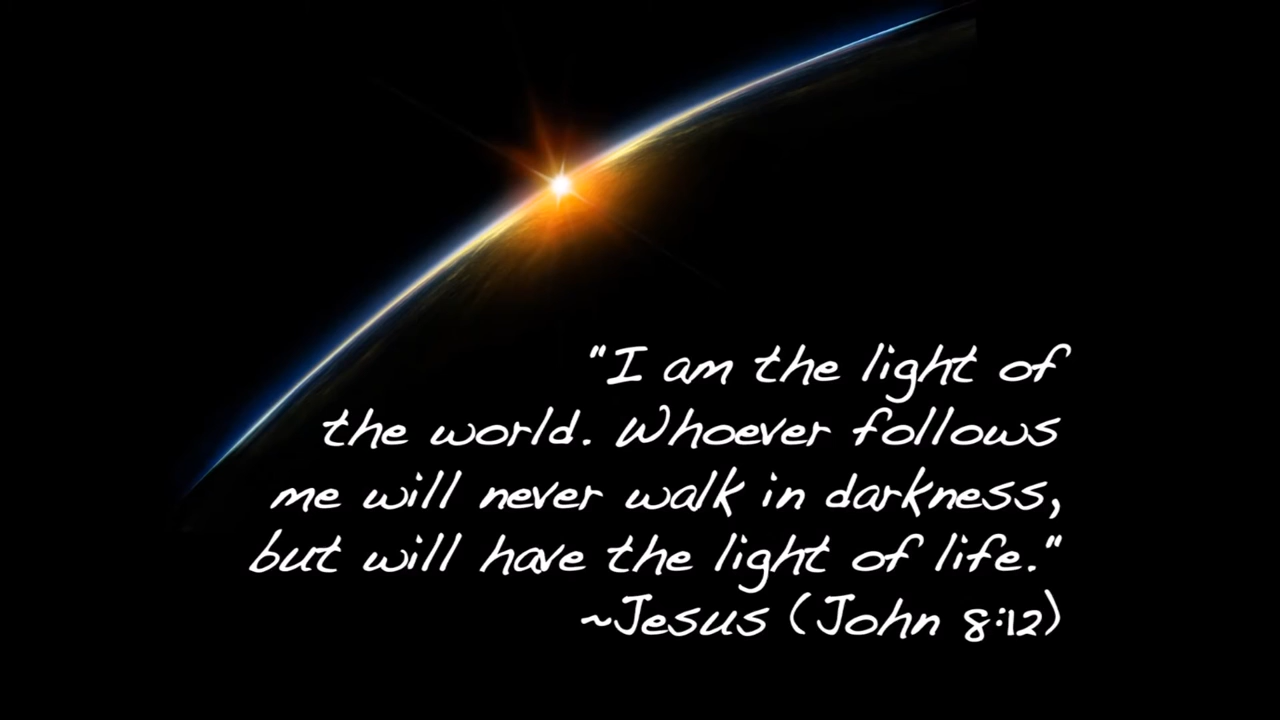 "I am the light of
the world. Whoever follows
me will never walk in darkness,
but will have the light of life."
~Jesus (John 8:12)